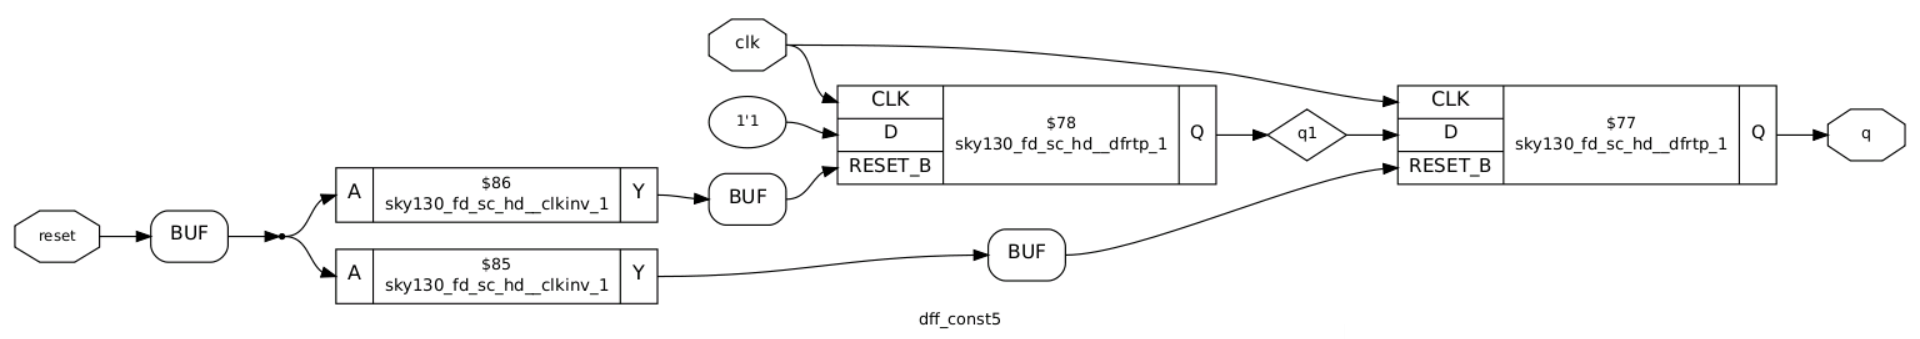 clk
CLK
D
RESET_B
$78
sky130_fd_sc_hd__dfrtp_1
Q
q1
CLK
D
RESET_B
$77
sky130_fd_sc_hd__dfrtp_1
Q
q
1'1
A
$86
sky130_fd_sc_hd__clkinv_1
Y
BUF
reset
BUF
A
$85
sky130_fd_sc_hd__clkinv_1
Y
BUF
dff_const5